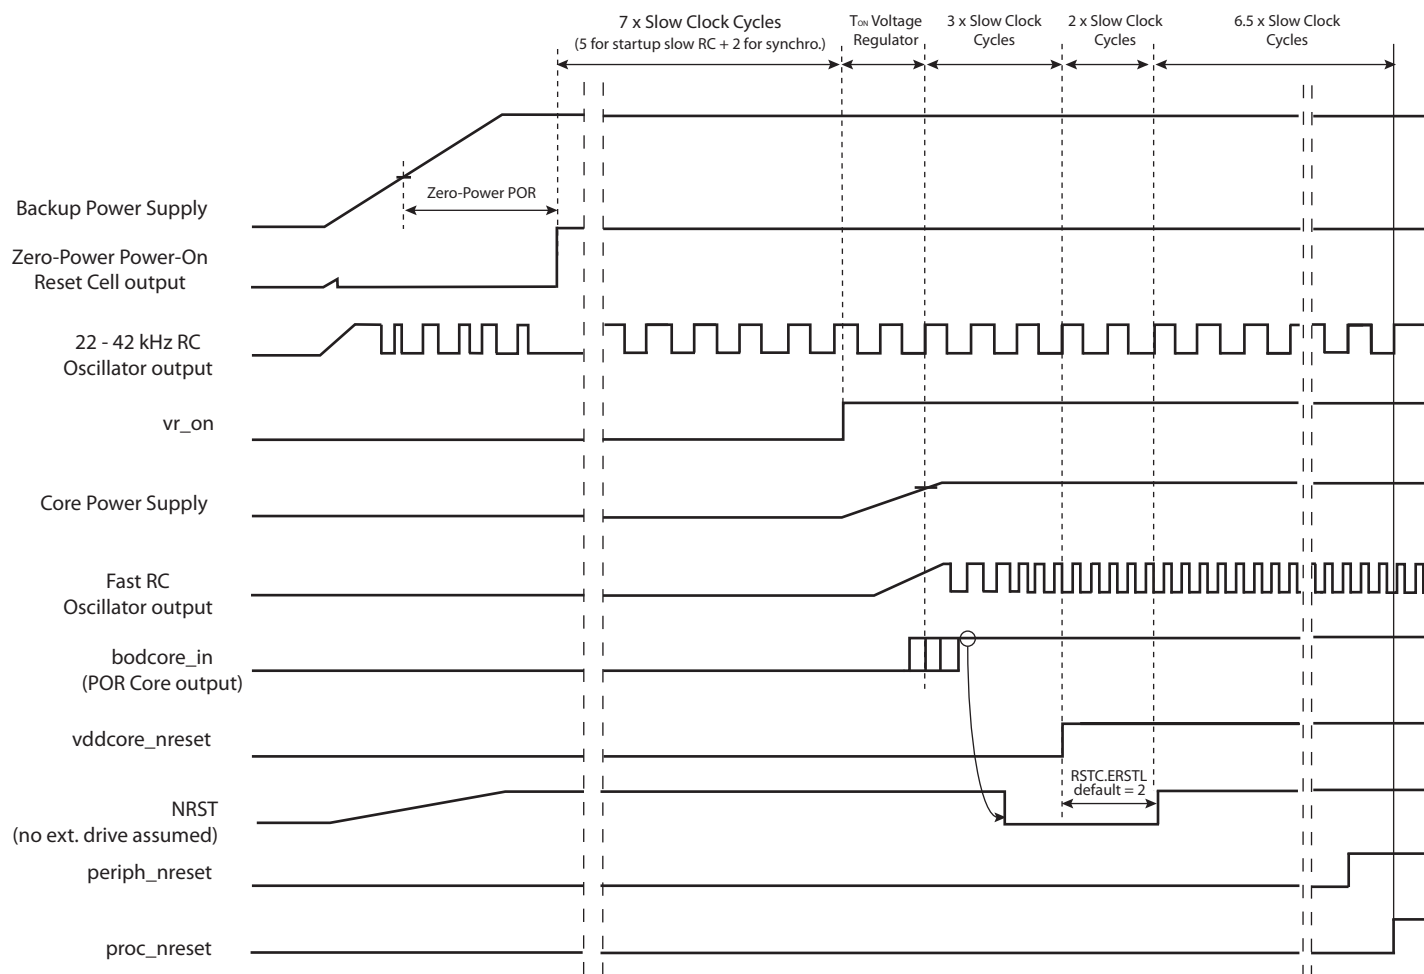 7 x Slow Clock Cycles
(5 for startup slow RC + 2 for synchro.)
TON Voltage
Regulator
3 x Slow Clock
Cycles
2 x Slow Clock
Cycles
6.5 x Slow Clock
Cycles
Zero-Power POR
Backup Power Supply
Zero-Power Power-On
Reset Cell output
22 - 42 kHz RC
Oscillator output
vr_on
Core Power Supply
Fast RC
Oscillator output
bodcore_in
(POR Core output)
vddcore_nreset
RSTC.ERSTL
default = 2
NRST
(no ext. drive assumed)
periph_nreset
proc_nreset